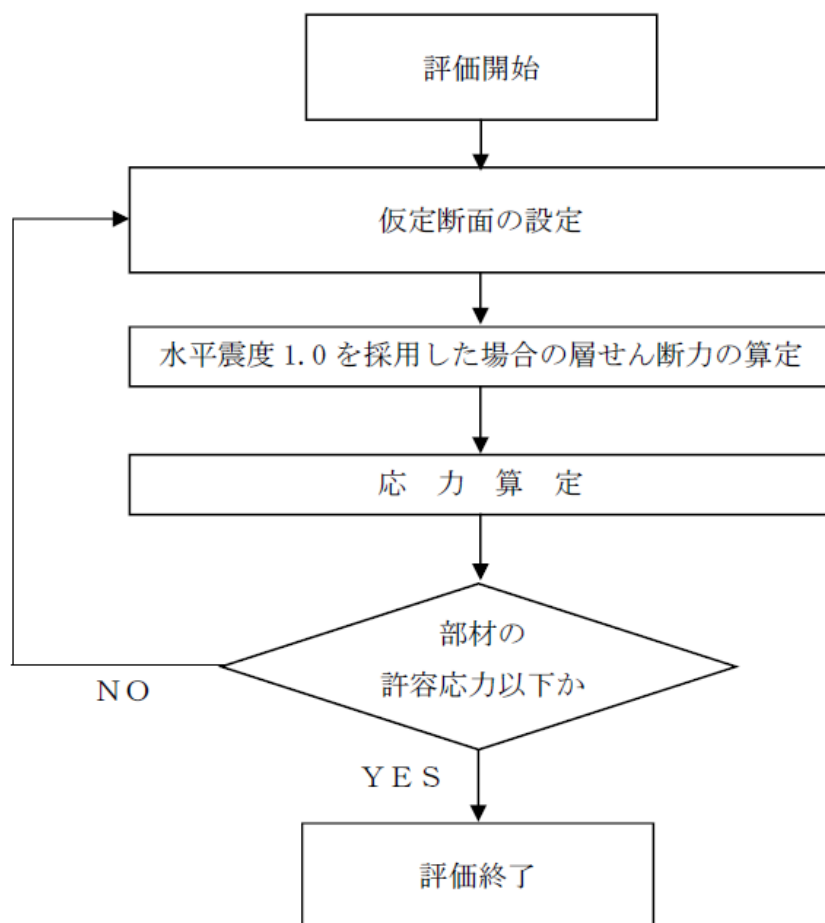 評価開始
仮定断面の設定
水平震度1.0を採用した場合の層せん断力の算定
応　力　算　定
部材の
許容応力以下か
ＮＯ
ＹＥＳ
評価終了